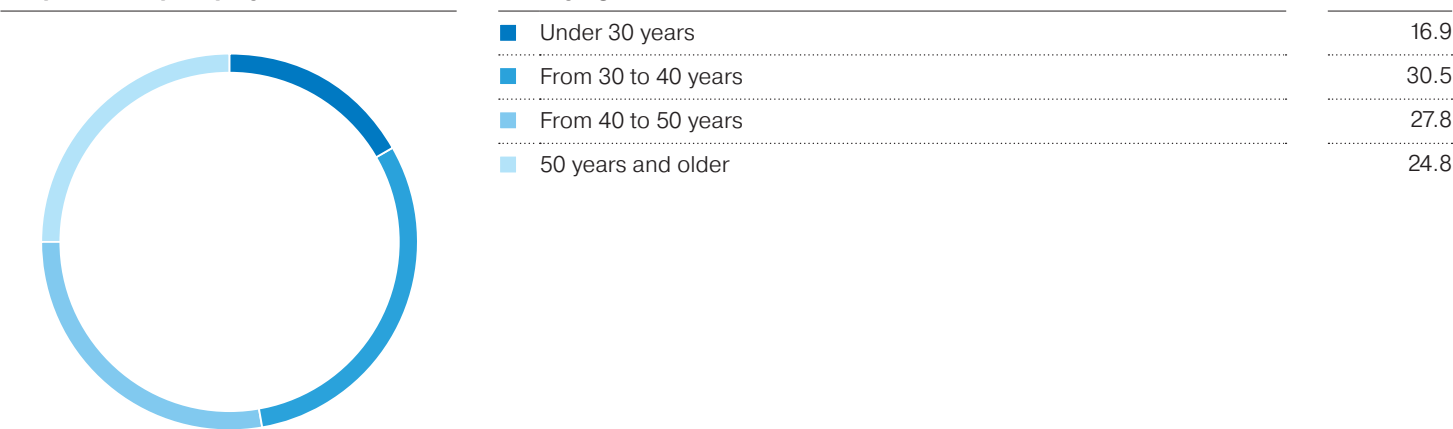 Under 30 years 16.9
From 30 to 40 years 30.5
From 40 to 50 years 27.8
50 years and older 24.8